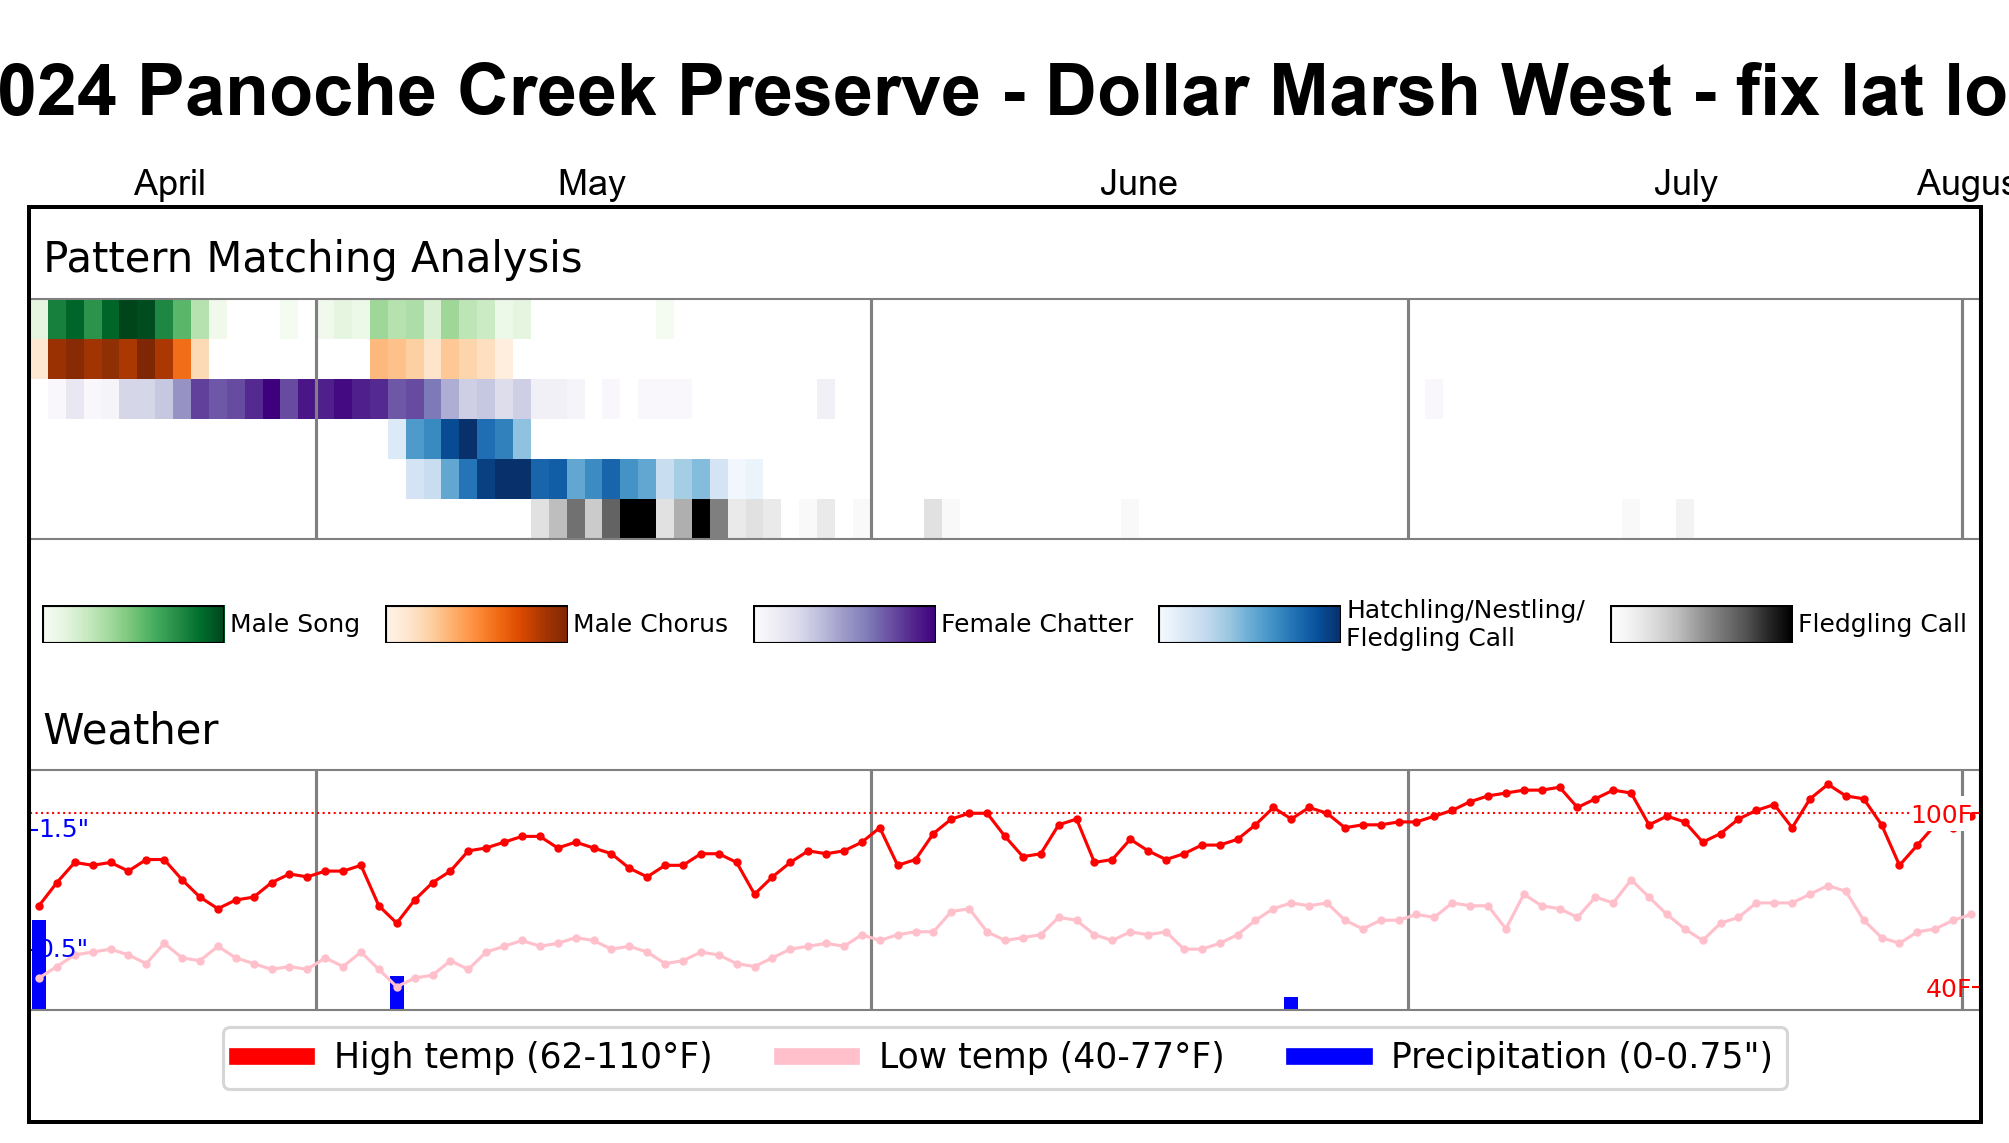 024 Panoche Creek Preserve - Dollar Marsh West - fix lat lo
April May June July Augus
Pattern Matching Analysis
Male Song Male Chorus Female Chatter Hatchling/Nestling/ Fledgling Call Fledgling Call
Weather
1.5"
100F
0.5"
40F
High temp (62-110°F) Low temp (40-77°F) Precipitation (0-0.75")